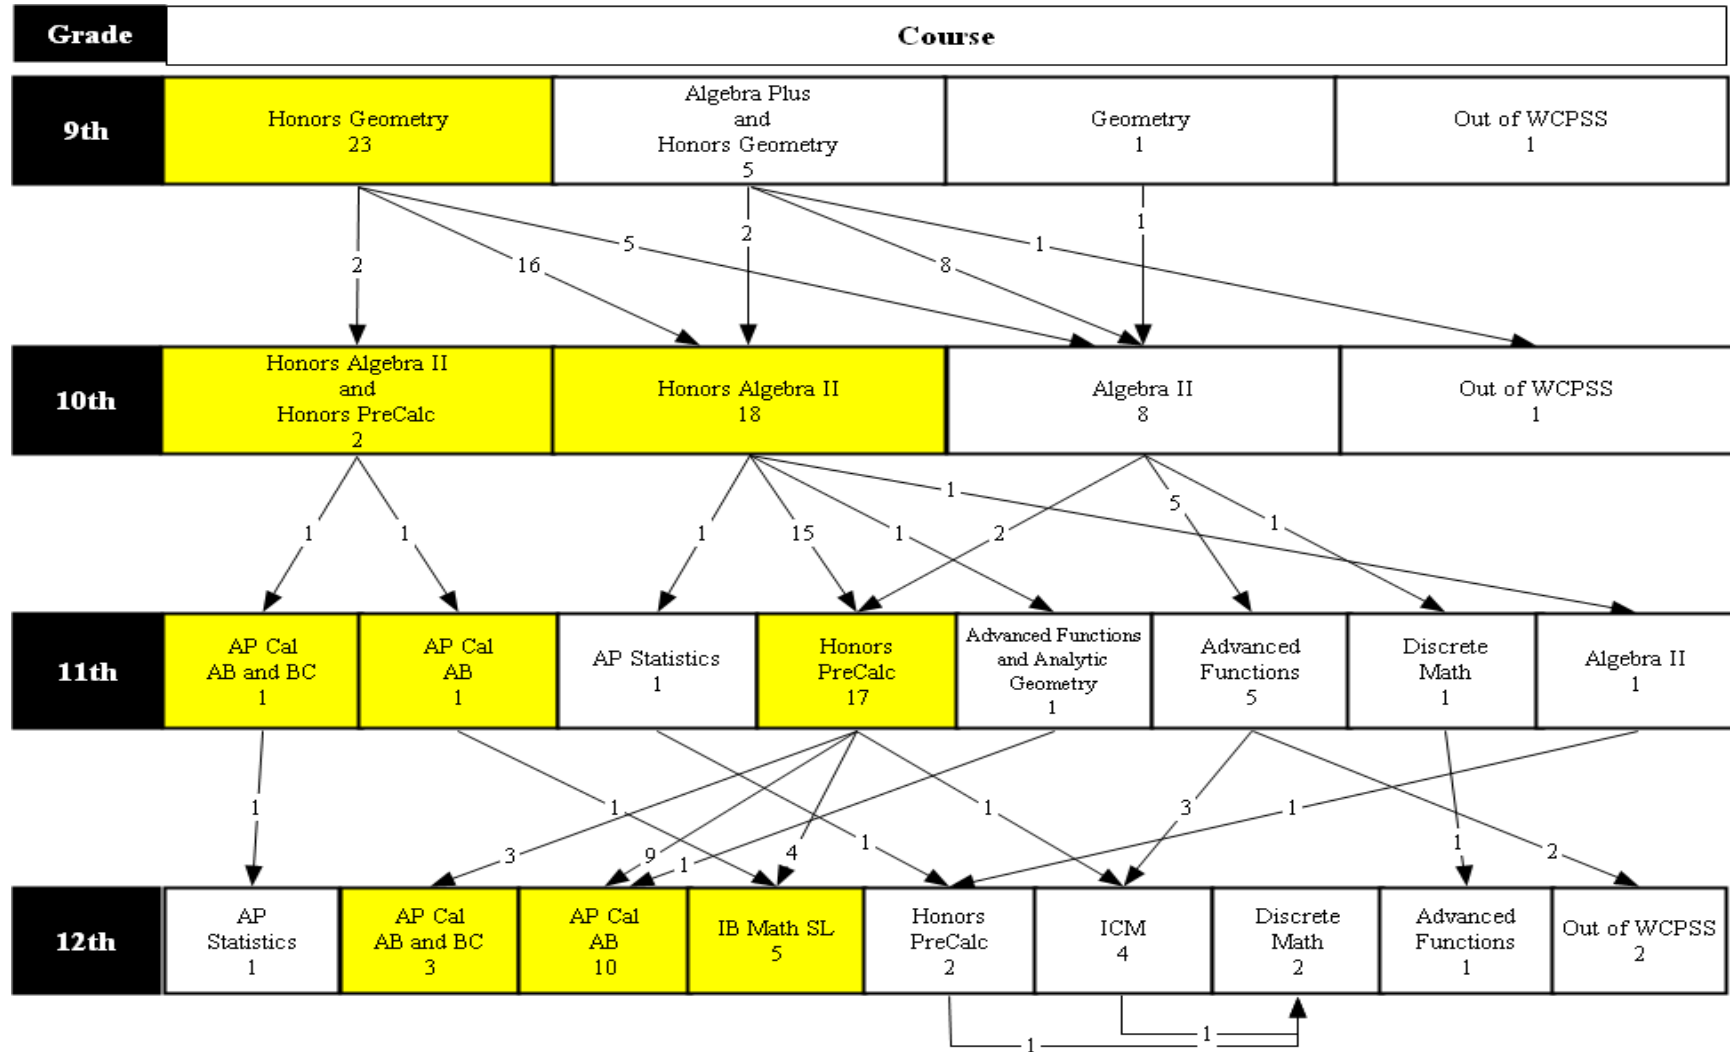 Grade
Course
9th
Honors Geometry
23
Algebra Plus
and
Honors Geometry
5
Geometry
1
Out of WCPSS
1
2
16
5
2
8
1
1
10th
Honors Algebra II
and
Honors PreCalc
2
Honors Algebra II
18
Algebra II
8
Out of WCPSS
1
1
1
1
15
1
1
2
5
1
11th
AP Cal
AB and BC
1
AP Cal
AB
1
AP Statistics
1
Honors
PreCalc
17
Advanced Functions
and Analytic
Geometry
1
Advanced
Functions
5
Discrete
Math
1
Algebra II
1
1
3
9
1
1
4
1
1
3
1
1
2
12th
AP
Statistics
1
AP Cal
AB and BC
3
AP Cal
AB
10
IB Math SL
5
Honors
PreCalc
2
ICM
4
Discrete
Math
2
Advanced
Functions
1
Out of WCPSS
2
1
1